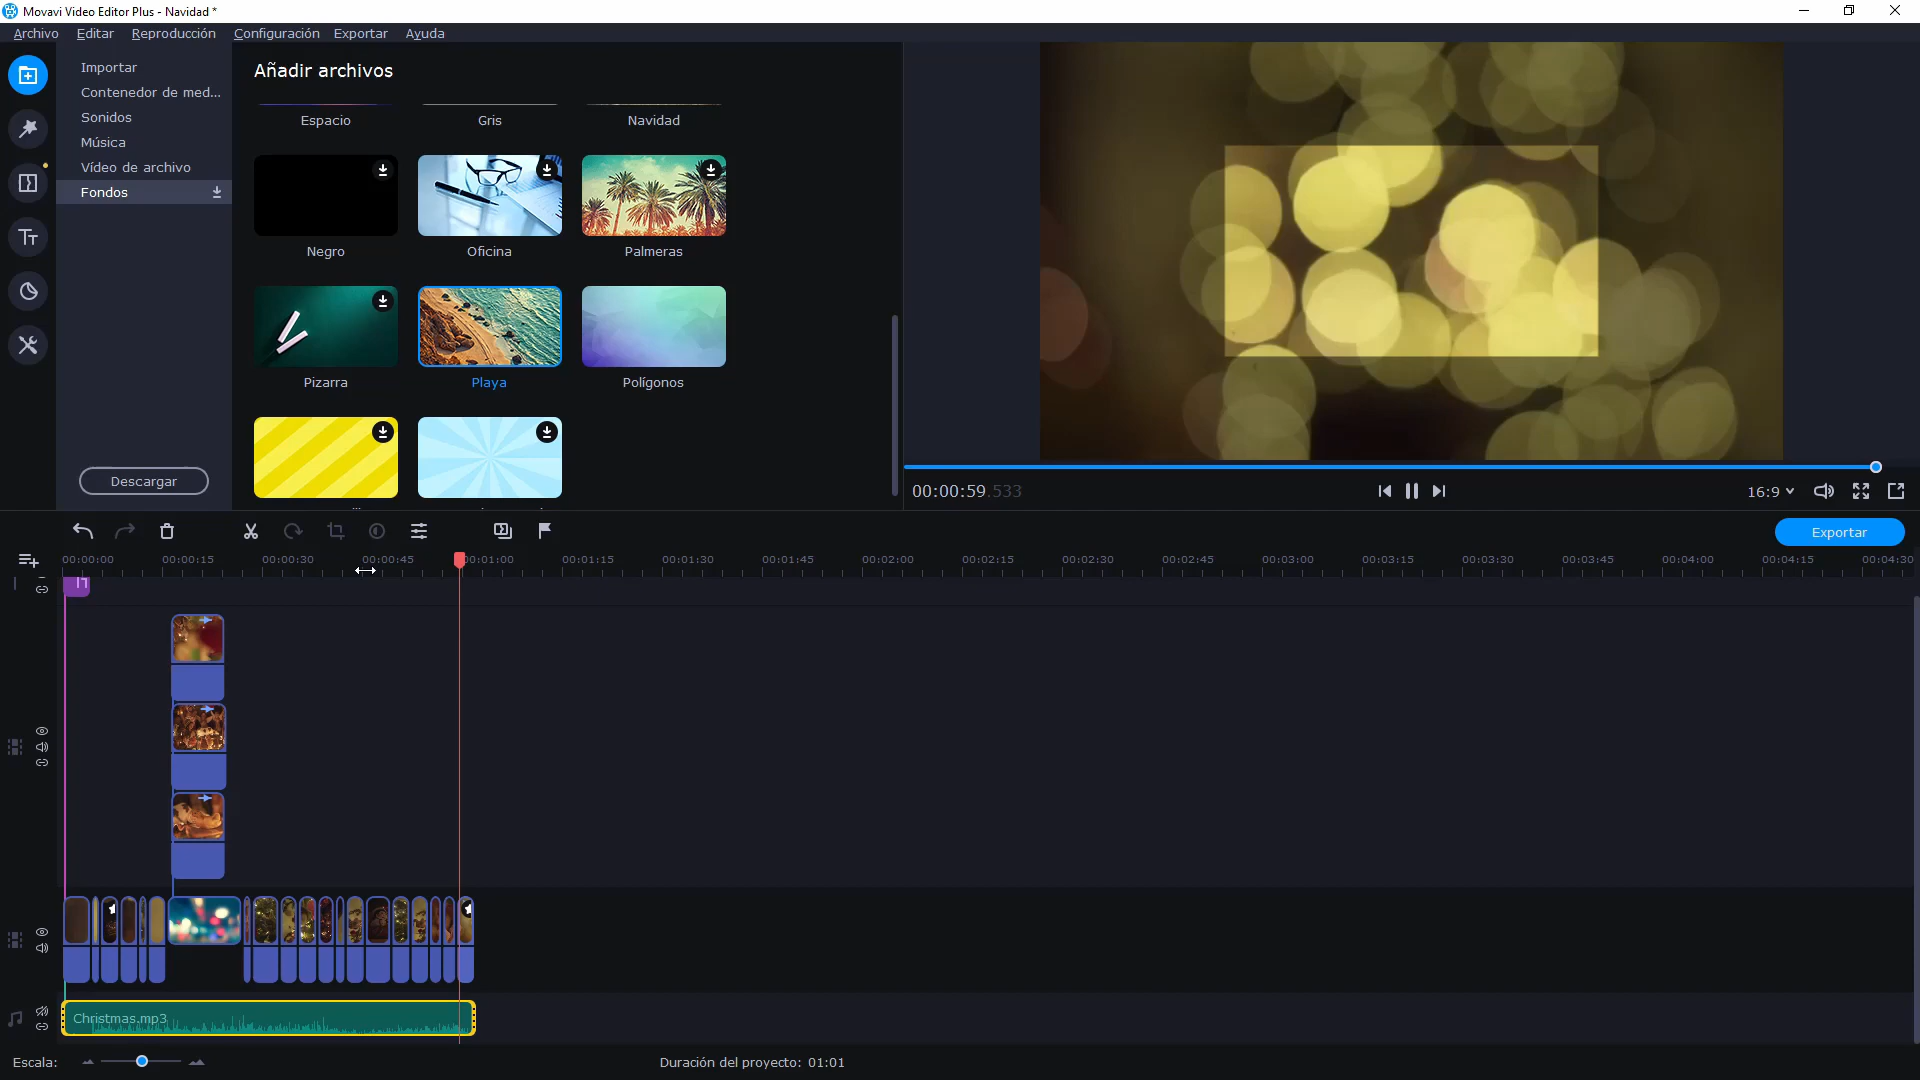 Movavi Video Editor Plus - Navidad *
Archivo Editar Reproducción Configuración Exportar Ayuda
Importar
Contenedor de med...
Sonidos
Música
Vídeo de archivo
Fondos
Descargar
Añadir archivos
Espacio Gris Navidad
Negro Oficina Palmeras
Pizarra Playa Polígonos
00:00:59.533
16:9
Exportar
00:00:00 00:00:15 00:00:30 00:00:45 00:01:00 00:01:15 00:01:30 00:01:45 00:02:00 00:02:15 00:02:30 00:02:45 00:03:00 00:03:15 00:03:30 00:03:45 00:04:00 00:04:15 00:04:30
Christmas.mp3
Escala:
Duración del proyecto: 01:01